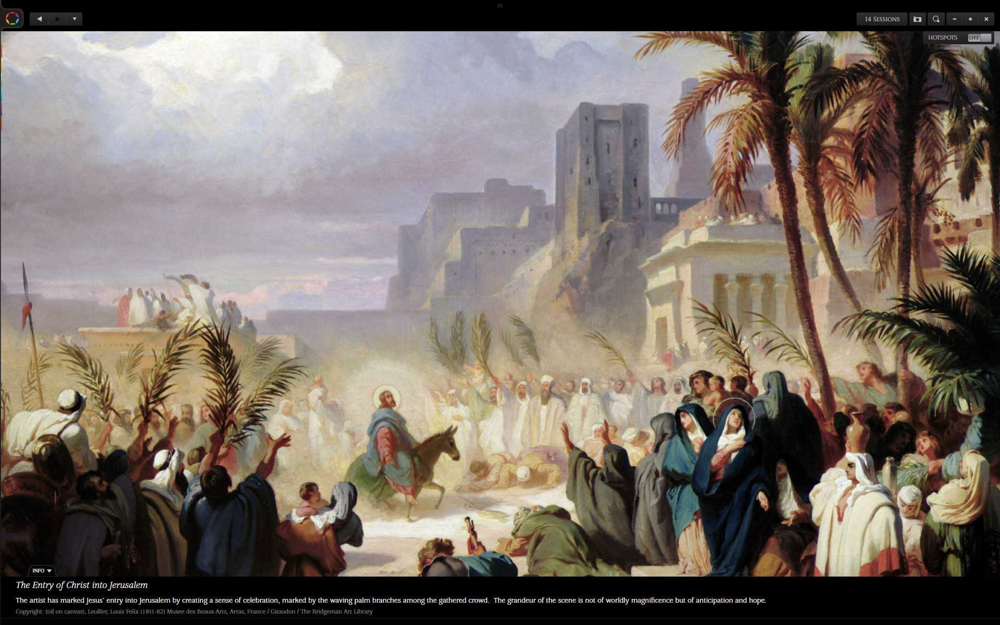 14 Sessions
HOTSPOTS OFF
INFO
The Entry of Christ into Jerusalem
The artist has marked Jesus' entry into Jerusalem by creating a sense of celebration, marked by the waving palm branches among the gathered crowd.  The grandeur of the scene is not of worldly magnificence but of anticipation and hope.
Copyright: (oil on canvas), Leullier, Louis Felix (1811-82) Musee des Beaux-Arts, Arras, France / Giraudon / The Bridgeman Art Library